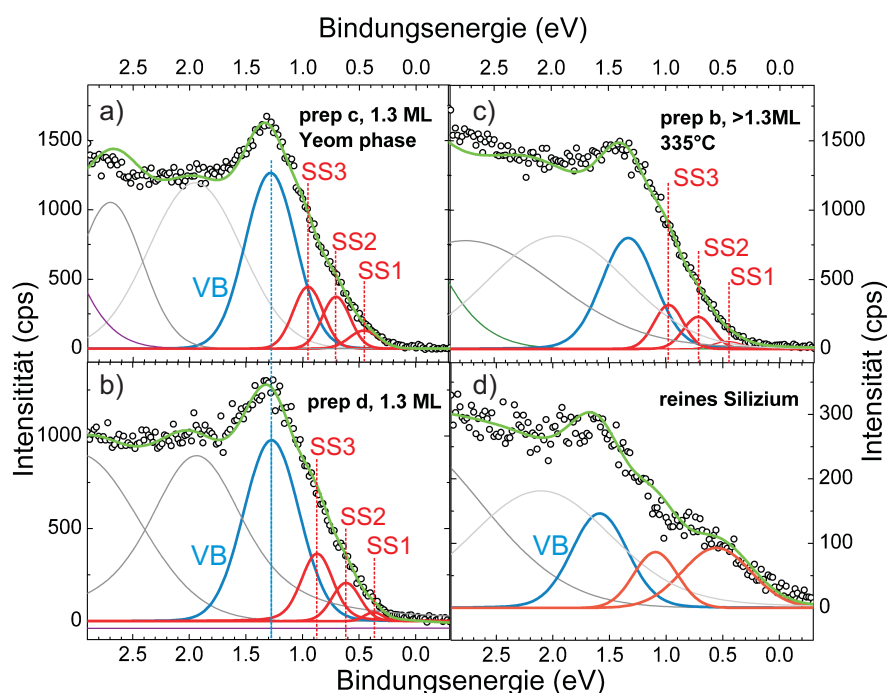 Bindungsenergie (eV)
2.5 2.0 1.5 1.0 0.5 0.0 2.5 2.0 1.5 1.0 0.5 0.0
a) prep c, 1.3 ML
Yeom phase
SS3
SS2
SS1
VB
1500
1000
500
0
c) prep b, >1.3ML
335°C
SS3
SS2
SS1
1500
1000
500
0
b) prep d, 1.3 ML
SS3
SS2
SS1
VB
1000
500
0
d) reines Silizium
VB
300
200
100
0
Intensitität (cps)
Intensität (cps)
2.5 2.0 1.5 1.0 0.5 0.0 2.5 2.0 1.5 1.0 0.5 0.0
Bindungsenergie (eV)